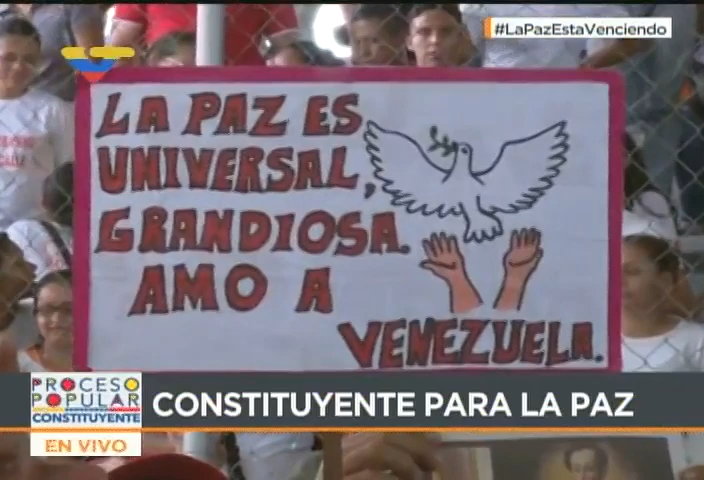 #LaPazEstaVenciendo
LA PAZ ES
UNIVERSAL,
GRANDIOSA.
AMO A
VENEZUELA.
PROCESO
POPULAR
CONSTITUYENTE
EN VIVO
CONSTITUYENTE PARA LA PAZ